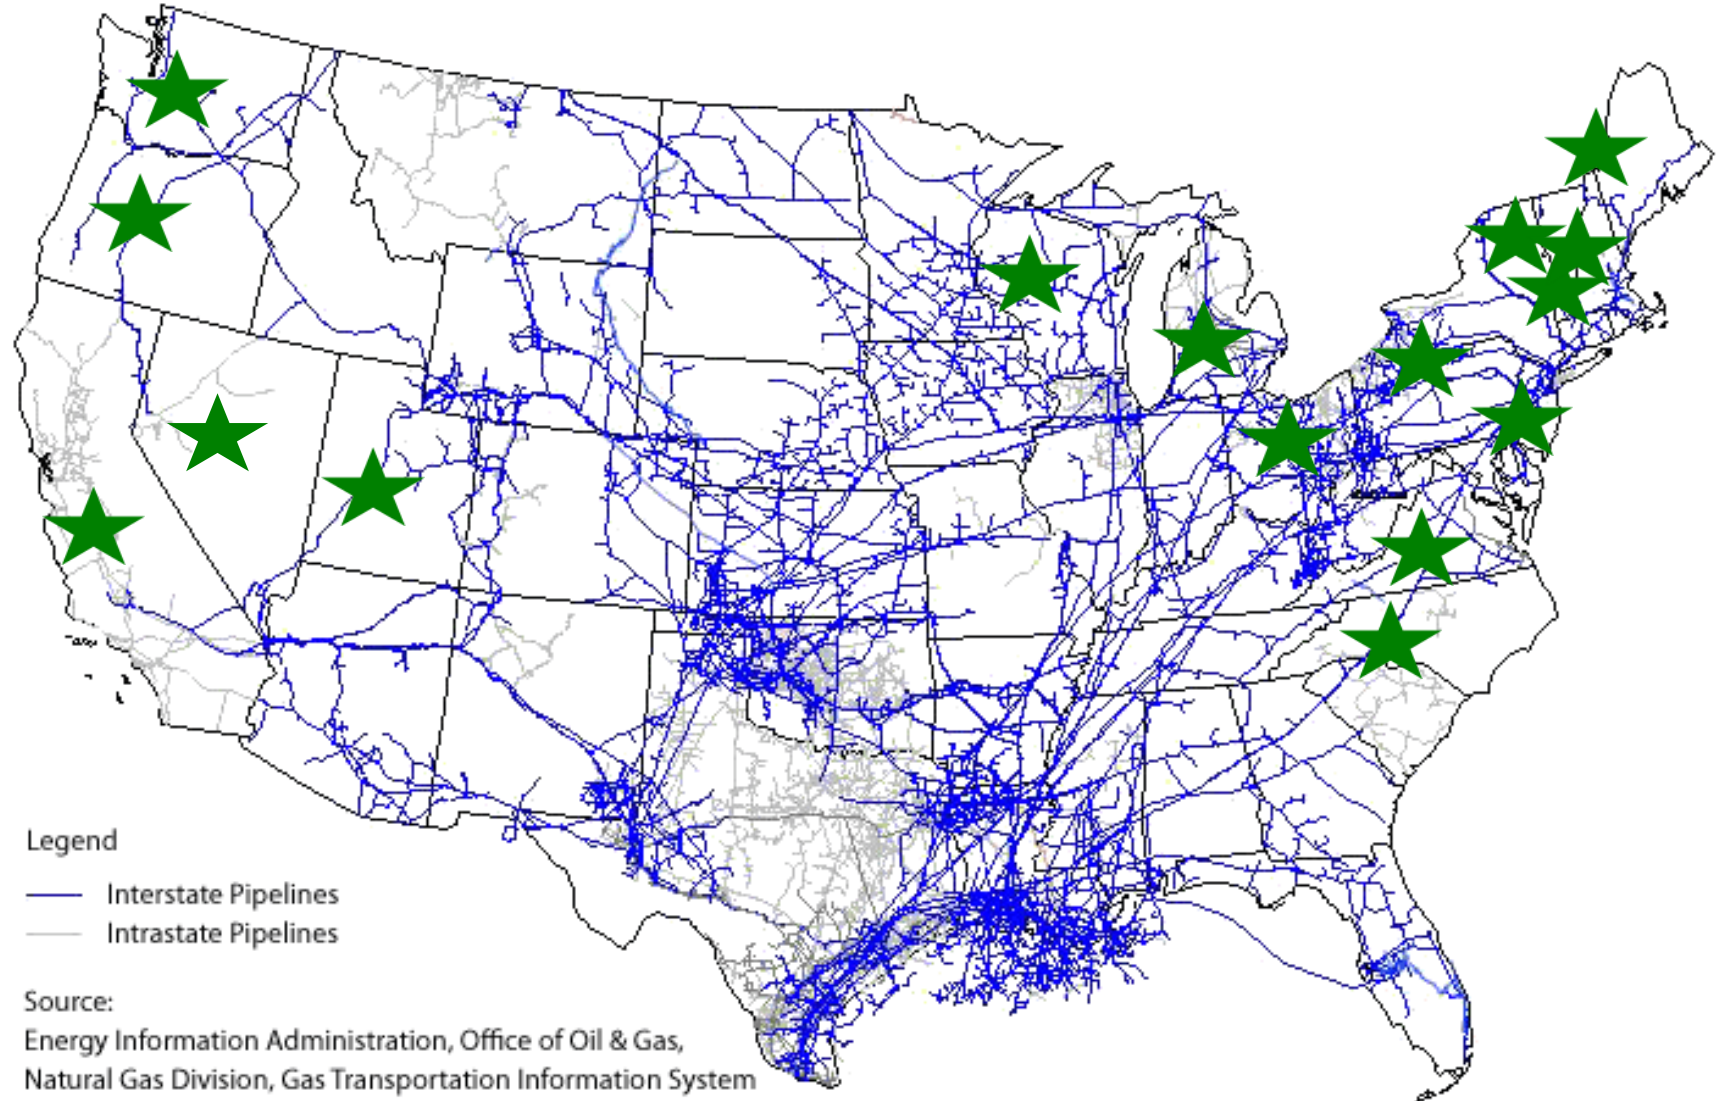 Legend
Interstate Pipelines
Intrastate Pipelines
Source:
Energy Information Administration, Office of Oil & Gas,
Natural Gas Division, Gas Transportation Information System